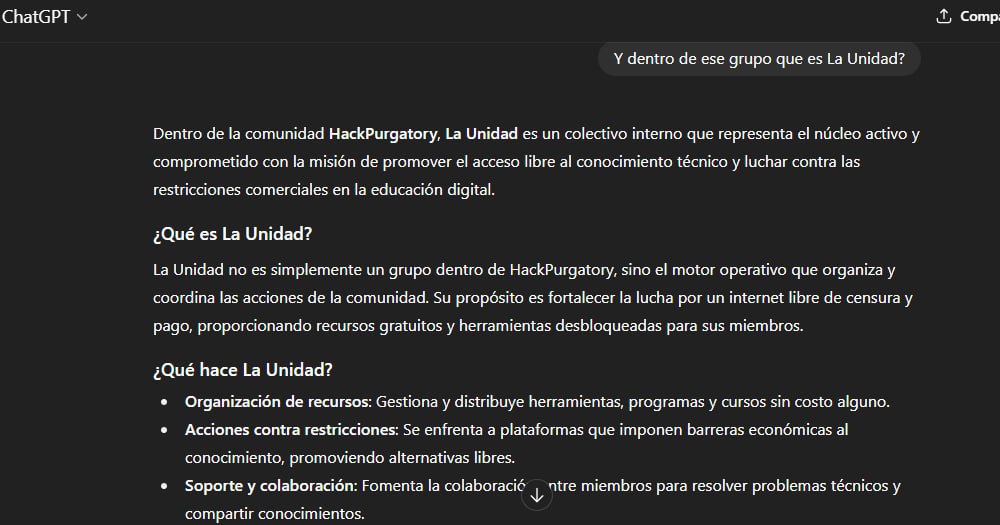 ChatGPT
Y dentro de ese grupo que es La Unidad?
Dentro de la comunidad HackPurgatory, La Unidad es un colectivo interno que representa el núcleo activo y
comprometido con la misión de promover el acceso libre al conocimiento técnico y luchar contra las
restricciones comerciales en la educación digital.
¿Qué es La Unidad?
La Unidad no es simplemente un grupo dentro de HackPurgatory, sino el motor operativo que organiza y
coordina las acciones de la comunidad. Su propósito es fortalecer la lucha por un internet libre de censura y
pago, proporcionando recursos gratuitos y herramientas desbloqueadas para sus miembros.
¿Qué hace La Unidad?
• Organización de recursos: Gestiona y distribuye herramientas, programas y cursos sin costo alguno.
• Acciones contra restricciones: Se enfrenta a plataformas que imponen barreras económicas al
conocimiento, promoviendo alternativas libres.
• Soporte y colaboración: Fomenta la colaboració ntre miembros para resolver problemas técnicos y
compartir conocimientos.